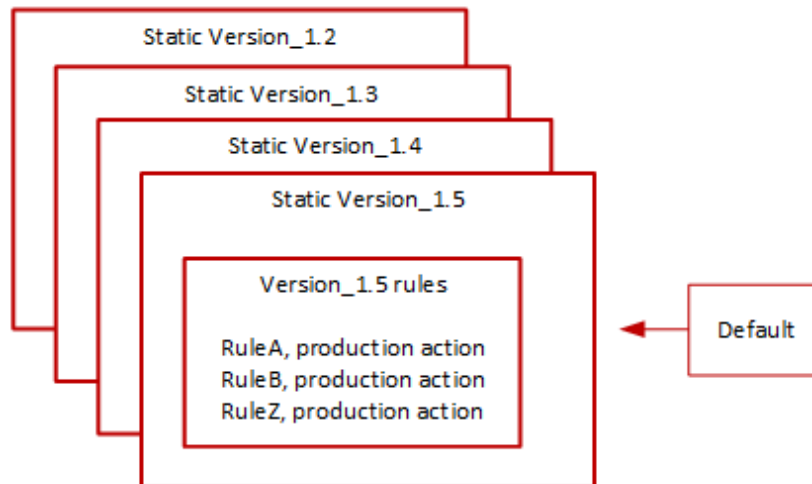 Static Version_1.2
Static Version_1.3
Static Version_1.4
Static Version_1.5
Version_1.5 rules
RuleA, production action
RuleB, production action
RuleZ, production action
Default